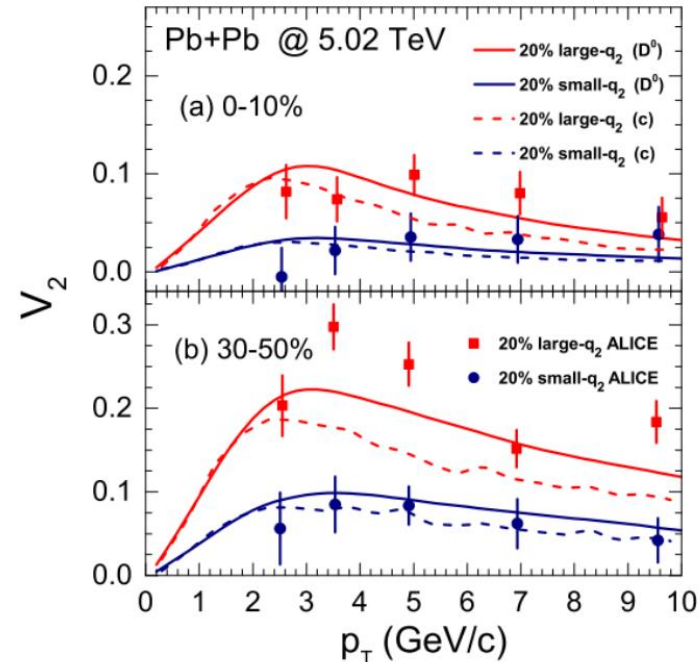 Pb+Pb @ 5.02 TeV
(a) 0-10%
20% large-q2 (D0)
20% small-q2 (D0)
20% large-q2 (c)
20% small-q2 (c)
0.2
0.1
0.0
V2
(b) 30-50%
20% large-q2 ALICE
20% small-q2 ALICE
0.3
0.2
0.1
0.0
0 1 2 3 4 5 6 7 8 9 10
pT (GeV/c)